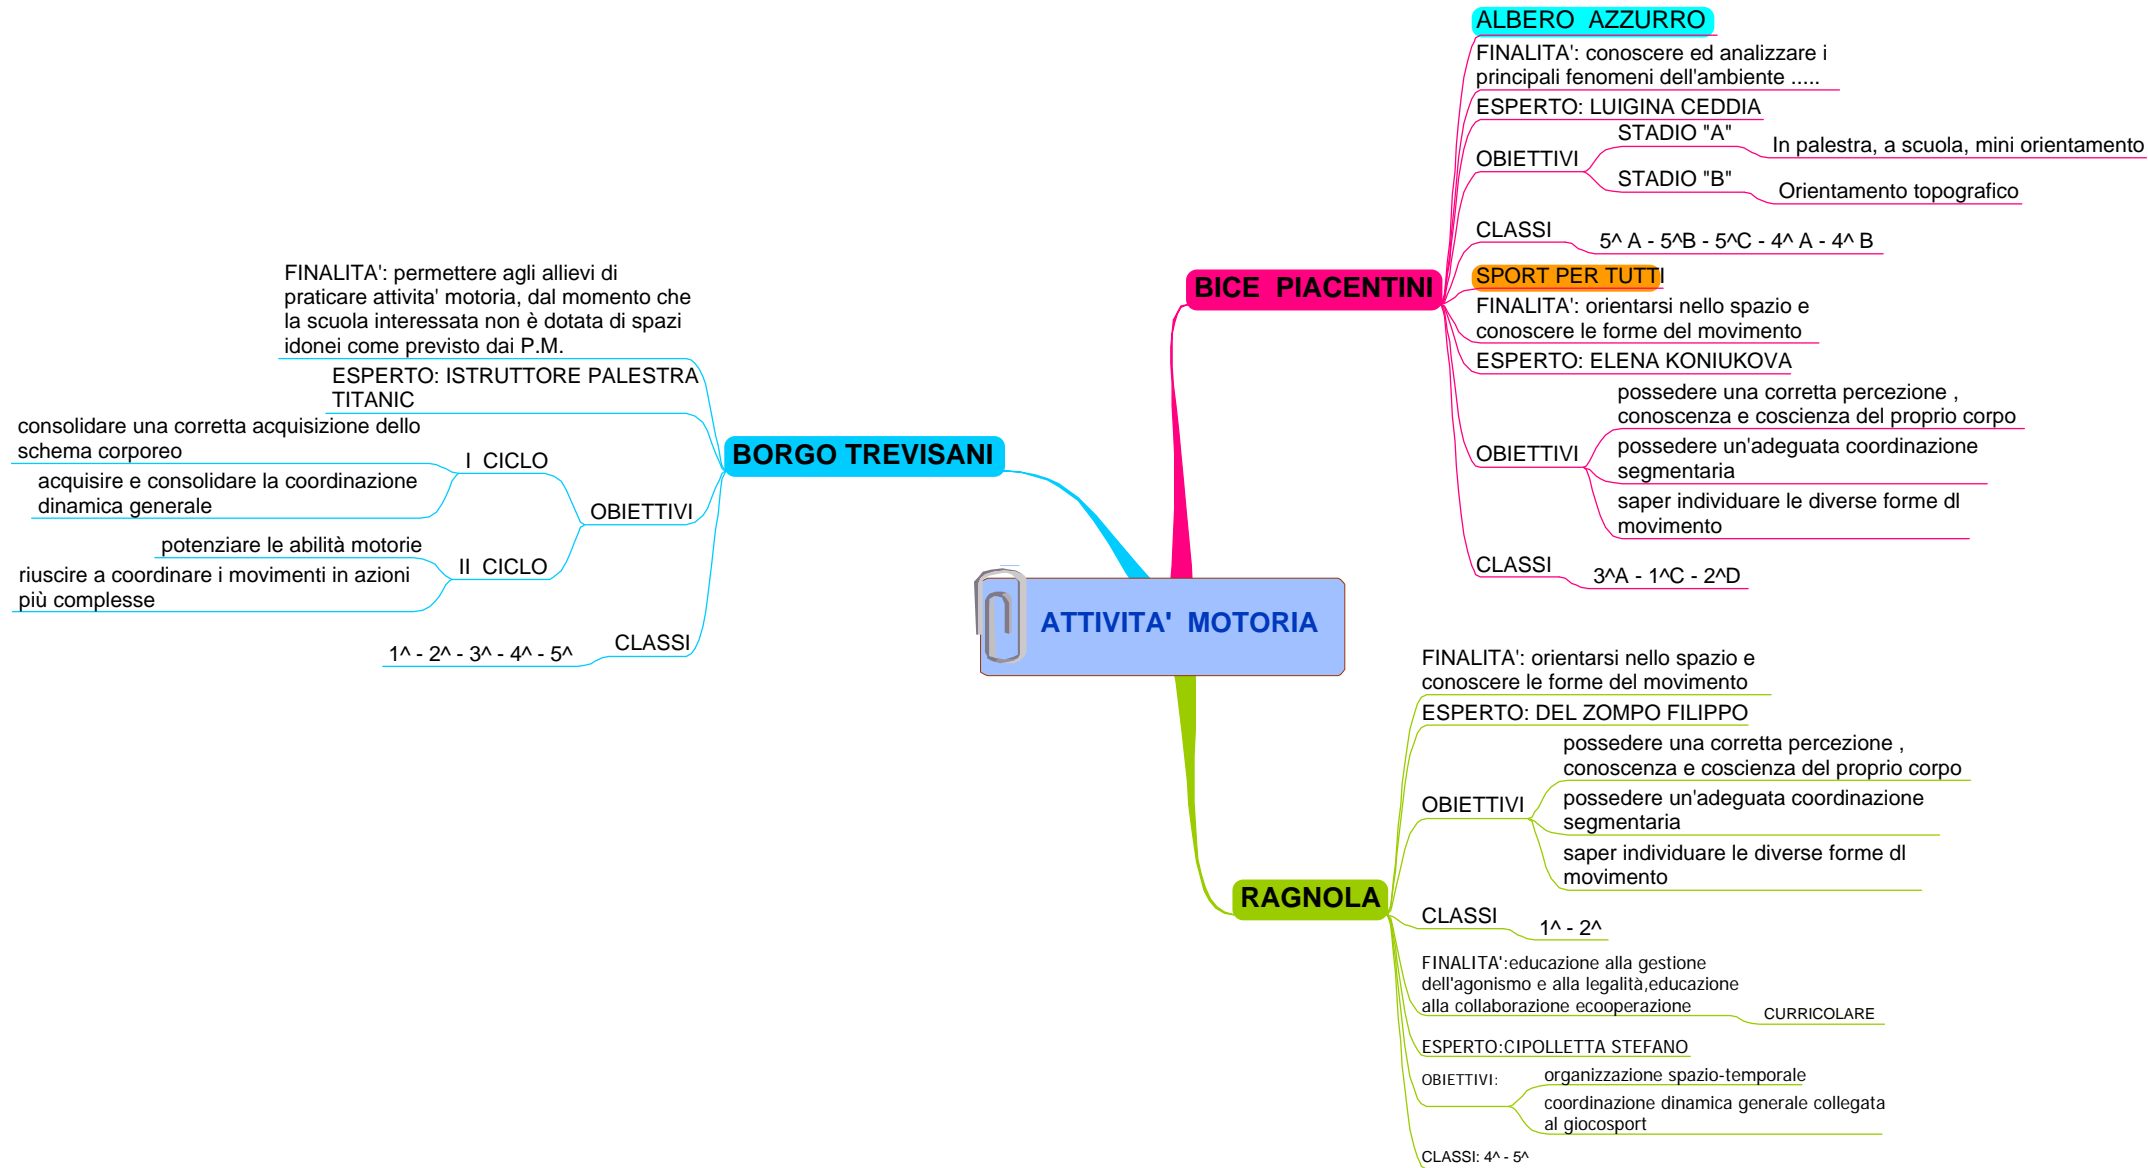 ATTIVITA'  MOTORIA
BICE  PIACENTINI
ALBERO  AZZURRO
FINALITA': conoscere ed analizzare i
principali fenomeni dell'ambiente .....
ESPERTO: LUIGINA CEDDIA
OBIETTIVI
STADIO "A"
In palestra, a scuola, mini orientamento
STADIO "B"
Orientamento topografico
CLASSI
5^ A - 5^B - 5^C - 4^ A - 4^ B
SPORT PER TUTTI
FINALITA': orientarsi nello spazio e
conoscere le forme del movimento
ESPERTO: ELENA KONIUKOVA
OBIETTIVI
possedere una corretta percezione ,
conoscenza e coscienza del proprio corpo
possedere un'adeguata coordinazione
segmentaria
saper individuare le diverse forme dl
movimento
CLASSI
3^A - 1^C - 2^D
RAGNOLA
FINALITA': orientarsi nello spazio e
conoscere le forme del movimento
ESPERTO: DEL ZOMPO FILIPPO
OBIETTIVI
possedere una corretta percezione ,
conoscenza e coscienza del proprio corpo
possedere un'adeguata coordinazione
segmentaria
saper individuare le diverse forme dl
movimento
CLASSI
1^ - 2^
FINALITA':educazione alla gestione
dell'agonismo e alla legalità,educazione
alla collaborazione ecooperazione
CURRICOLARE
ESPERTO:CIPOLLETTA STEFANO
OBIETTIVI:
organizzazione spazio-temporale
coordinazione dinamica generale collegata
al giocosport
CLASSI: 4^ - 5^
BORGO TREVISANI
FINALITA': permettere agli allievi di
praticare attivita' motoria, dal momento che
la scuola interessata non è dotata di spazi
idonei come previsto dai P.M.
ESPERTO: ISTRUTTORE PALESTRA
TITANIC
OBIETTIVI
I  CICLO
consolidare una corretta acquisizione dello
schema corporeo
acquisire e consolidare la coordinazione
dinamica generale
II  CICLO
potenziare le abilità motorie
riuscire a coordinare i movimenti in azioni
più complesse
CLASSI
1^ - 2^ - 3^ - 4^ - 5^